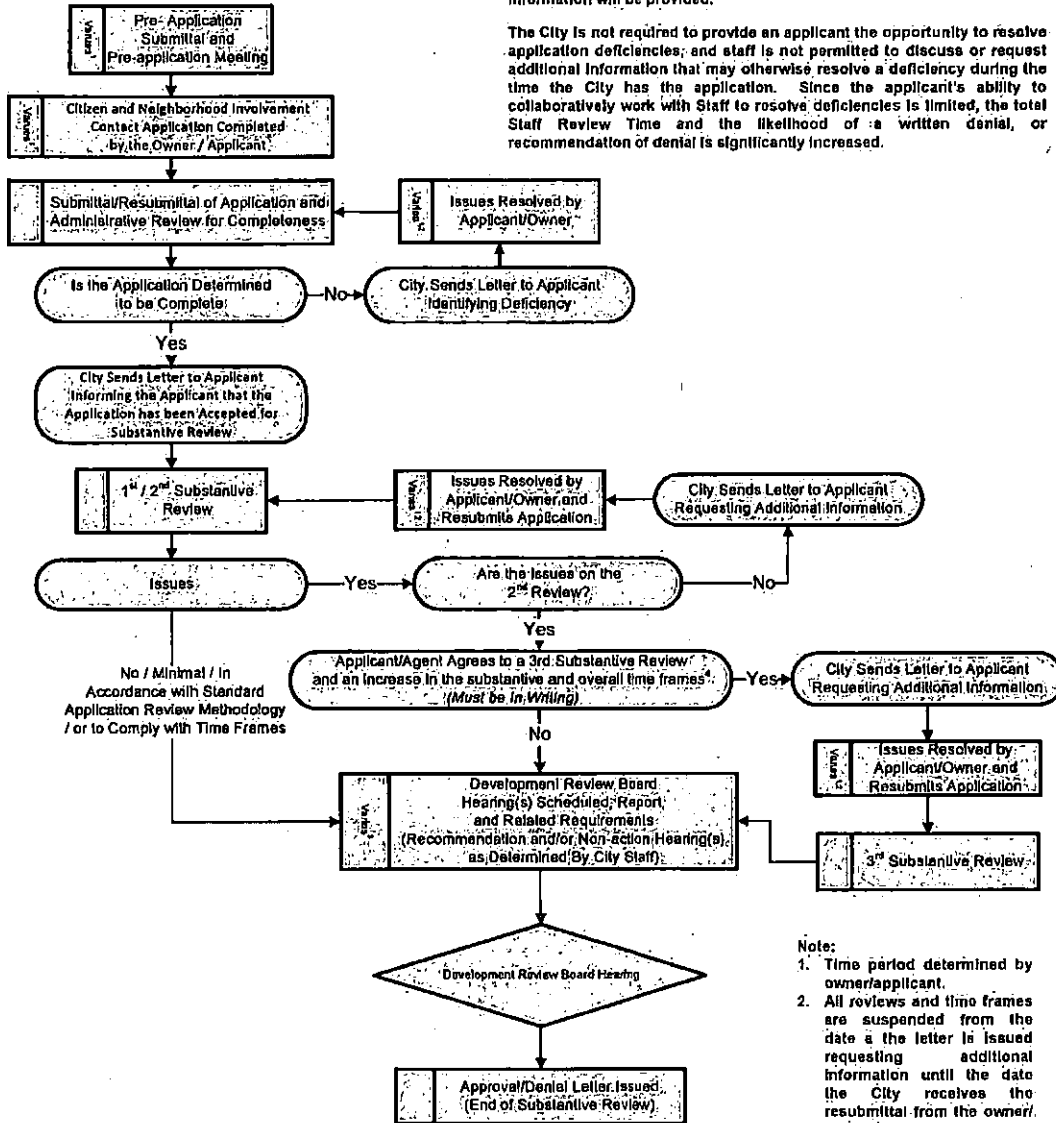 information will be provided.
The City is not required to provide an applicant the opportunity to resolve
application deficiencies, and staff is not permitted to discuss or request
additional information that may otherwise resolve a deficiency during the
time the City has the application. Since the applicant's ability to
collaboratively work with Staff to resolve deficiencies is limited, the total
Staff Review Time and the likelihood of a written denial, or
recommendation of denial is significantly increased.
Varies¹
Pre- Application
Submittal and
Pre-application Meeting
Varies¹
Citizen and Neighborhood Involvement
Contact Application Completed
by the Owner / Applicant
Submittal/Resubmittal of Application and
Administrative Review for Completeness
Varies
Issues Resolved by
Applicant/Owner
Is the Application Determined
to be Complete
No
City Sends Letter to Applicant
Identifying Deficiency
Yes
City Sends Letter to Applicant
Informing the Applicant that the
Application has been Accepted for
Substantive Review
1st / 2nd Substantive
Review
Varies
Issues Resolved by
Applicant/Owner and
Resubmits Application
City Sends Letter to Applicant
Requesting Additional Information
Issues
Yes
Are the Issues on the
2nd Review?
No
Yes
No / Minimal / In
Accordance with Standard
Application Review Methodology
/ or to Comply with Time Frames
Applicant/Agent Agrees to a 3rd Substantive Review
and an increase in the substantive and overall time frames⁴
(Must be in Writing)
Yes
City Sends Letter to Applicant
Requesting Additional Information
No
Varies
Issues Resolved by
Applicant/Owner and
Resubmits Application
Varies
Development Review Board
Hearing(s) Scheduled, Report,
and Related Requirements
(Recommendation and/or Non-action Hearing(s)
as Determined By City Staff)
3rd Substantive Review
Development Review Board Hearing
Approval/Denial Letter Issued
(End of Substantive Review)
Note:
1. Time period determined by
owner/applicant.
2. All reviews and time frames
are suspended from the
date a the letter is issued
requesting additional
information until the date
the City receives the
resubmittal from the owner/